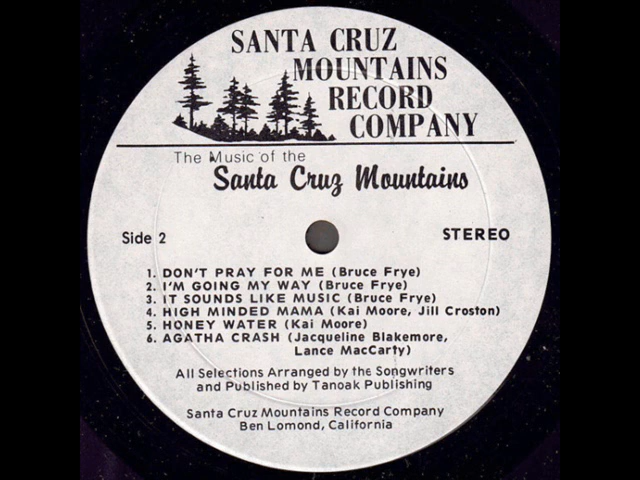 SANTA CRUZ
MOUNTAINS
RECORD
COMPANY
The Music of the
Santa Cruz Mountains
Side 2
STEREO
1. DON'T PRAY FOR ME (Bruce Frye)
2. I'M GOING MY WAY (Bruce Frye)
3. IT SOUNDS LIKE MUSIC (Bruce Frye)
4. HIGH MINDED MAMA (Kai Moore, Jill Croston)
5. HONEY WATER (Kai Moore)
6. AGATHA CRASH (Jacqueline Blakemore,
Lance MacCarty)
All Selections Arranged by the Songwriters
and Published by Tanoak Publishing
Santa Cruz Mountains Record Company
Ben Lomond, California